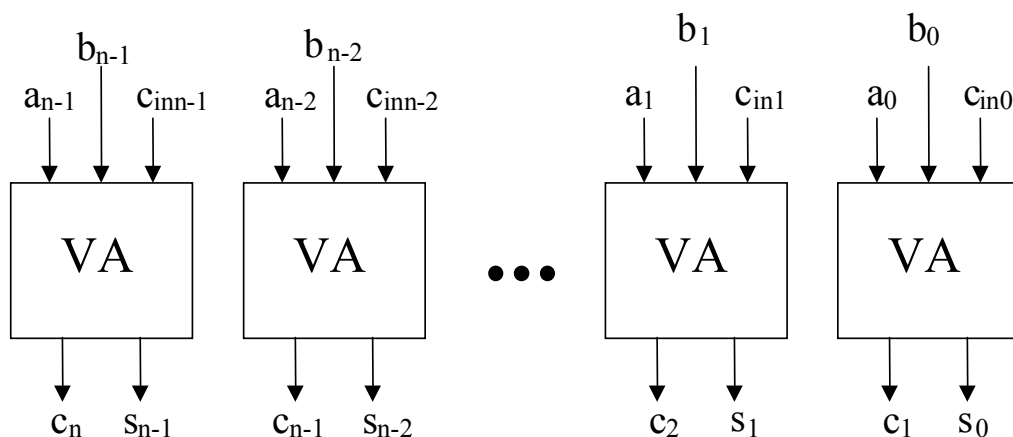 b_{n-1} b_{n-2} b_1 b_0
a_{n-1} c_{inn-1} a_{n-2} c_{inn-2} a_1 c_{in1} a_0 c_{in0}
VA VA ••• VA VA
c_n s_{n-1} c_{n-1} s_{n-2} c_2 s_1 c_1 s_0